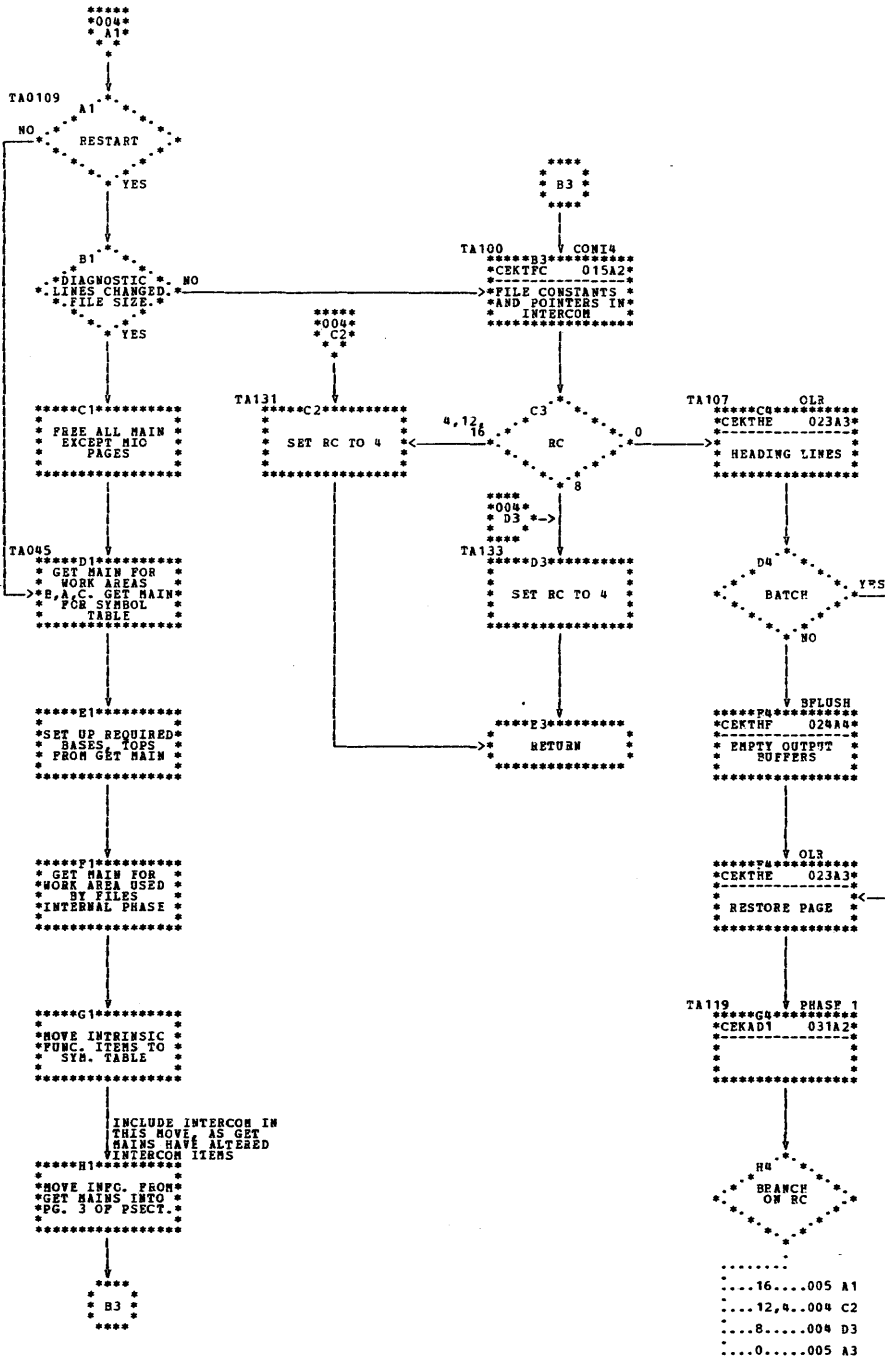 004
A1
TA0109
A1
NO
RESTART
YES
B1
DIAGNOSTIC
LINES CHANGED
FILE SIZE.
NO
YES
C1
FREE ALL MAIN
EXCEPT MIO
PAGES
TA045
D1
GET MAIN FOR
WORK AREAS
B,A,C. GET MAIN
FOR SYMBOL
TABLE
E1
SET UP REQUIRED
BASES, TOPS
FROM GET MAIN
F1
GET MAIN FOR
WORK AREA USED
BY FILES
INTERNAL PHASE
G1
MOVE INTRINSIC
FUNC. ITEMS TO
SYM. TABLE
INCLUDE INTERCOM IN
THIS MOVE, AS GET
MAINS HAVE ALTERED
INTERCOM ITEMS
H1
MOVE INFO. FROM
GET MAINS INTO
PG. 3 OF PSECT.
B3
004
C2
TA131
C2
SET RC TO 4
B3
TA100 CONI4
B3
CEKTFC 015A2
FILE CONSTANTS
AND POINTERS IN
INTERCOM
C3
4,12,
16
RC
0
8
004
D3
TA133
D3
SET RC TO 4
E3
RETURN
TA107 OLR
C4
CEKTHE 023A3
HEADING LINES
D4
BATCH
YES
NO
BFLUSH
E4
CEKTHF 024A4
EMPTY OUTPUT
BUFFERS
OLR
F4
CEKTHE 023A3
RESTORE PAGE
TA119 PHASE 1
G4
CEKAD1 031A2
H4
BRANCH
ON RC
....16....005 A1
....12,4..004 C2
....8.....004 D3
....0.....005 A3